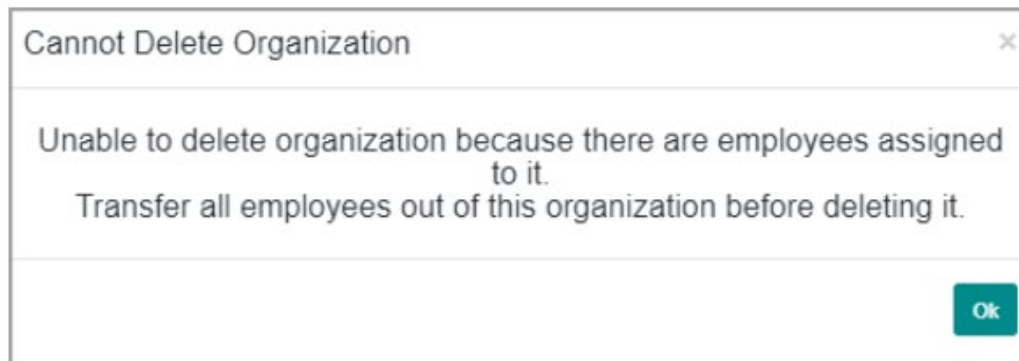 Cannot Delete Organization
×
Unable to delete organization because there are employees assigned
to it.
Transfer all employees out of this organization before deleting it.
Ok